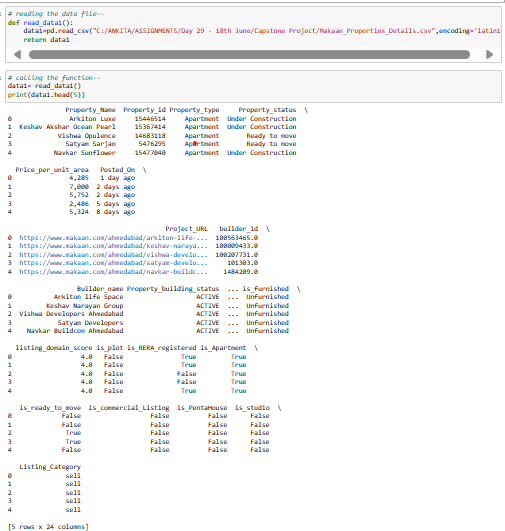 # reading the data file--
def read_data1():
data1=pd.read_csv("C:/ANKITA/ASSIGNMENTS/Day 29 - 18th June/Capstone Project/Makaan_Properties_Details.csv",encoding='latin1
return data1
# calling the function--
data1= read_data1()
print(data1.head(5))
Property_Name Property_id Property_type Property_status \
0 Arkiton Luxe 15446514 Apartment Under Construction
1 Keshav Akshar Ocean Pearl 15367414 Apartment Under Construction
2 Vishwa Opulence 14683118 Apartment Ready to move
3 Satyam Sarjan 5476295 Apartment Ready to move
4 Navkar Sunflower 15477040 Apartment Under Construction
Price_per_unit_area Posted_On \
0 4,285 1 day ago
1 7,000 2 days ago
2 5,752 2 days ago
3 2,486 5 days ago
4 5,324 8 days ago
Project_URL builder_id \
0 https://www.makaan.com/ahmedabad/arkiton-life-... 100563465.0
1 https://www.makaan.com/ahmedabad/keshav-naraya... 100009433.0
2 https://www.makaan.com/ahmedabad/vishwa-develo... 100207731.0
3 https://www.makaan.com/ahmedabad/satyam-develo... 101303.0
4 https://www.makaan.com/ahmedabad/navkar-buildc... 1484209.0
Builder_name Property_building_status ... is_furnished \
0 Arkiton life Space ACTIVE ... Unfurnished
1 Keshav Narayan Group ACTIVE ... Unfurnished
2 Vishwa Developers Ahmedabad ACTIVE ... Unfurnished
3 Satyam Developers ACTIVE ... Unfurnished
4 Navkar Buildcon Ahmedabad ACTIVE ... Unfurnished
listing_domain_score is_plot is_RERA_registered is_Apartment \
0 4.0 False True True
1 4.0 False True True
2 4.0 False False True
3 4.0 False False True
4 4.0 False True True
is_ready_to_move is_commercial_Listing is_PentaHouse is_studio \
0 False False False False
1 False False False False
2 True False False False
3 True False False False
4 False False False False
Listing_Category
0 sell
1 sell
2 sell
3 sell
4 sell
[5 rows x 24 columns]